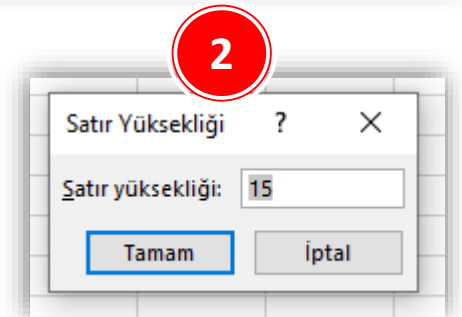 2
Satır Yüksekliği ? ×
Satır yüksekliği: 15
Tamam İptal